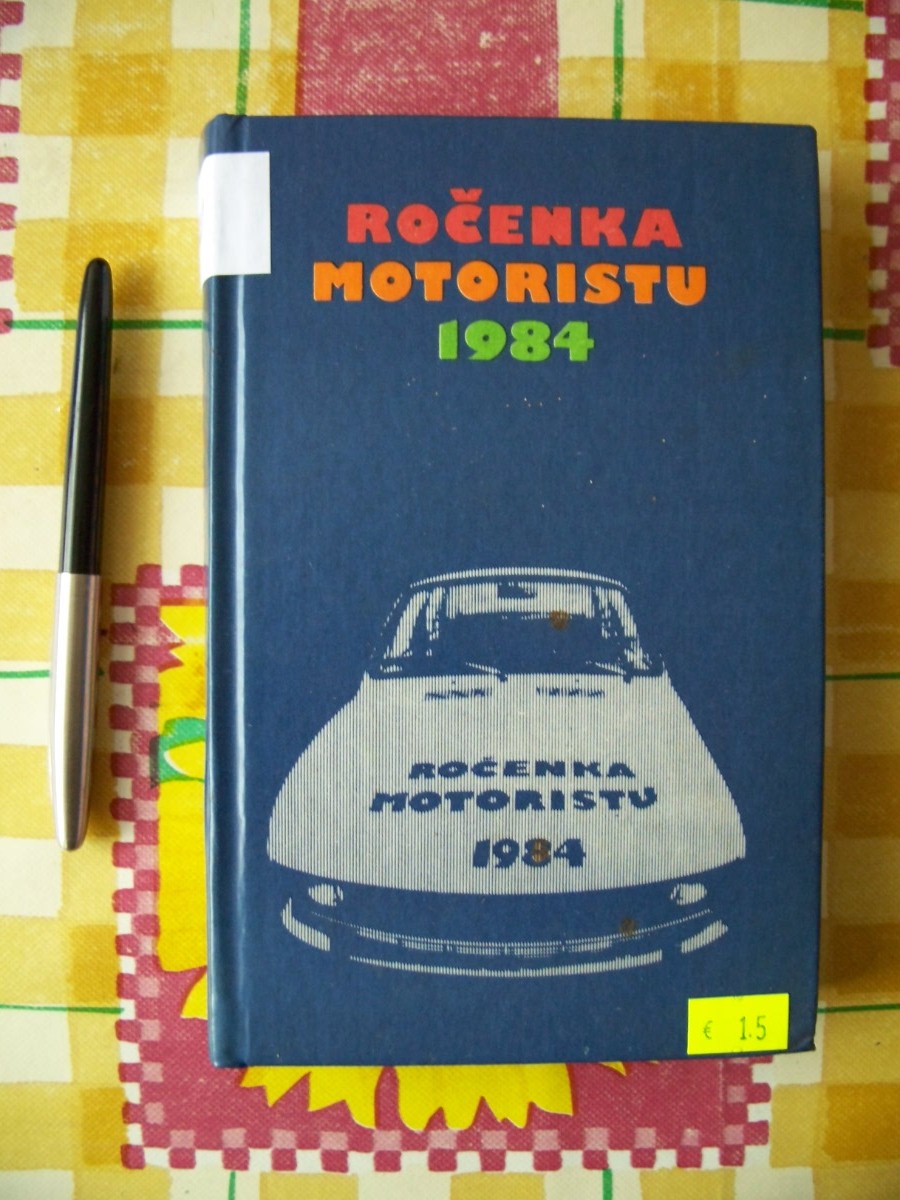 ROČENKA
MOTORISTU
1984
ROČENKA
MOTORISTU
1984
€ 1.5